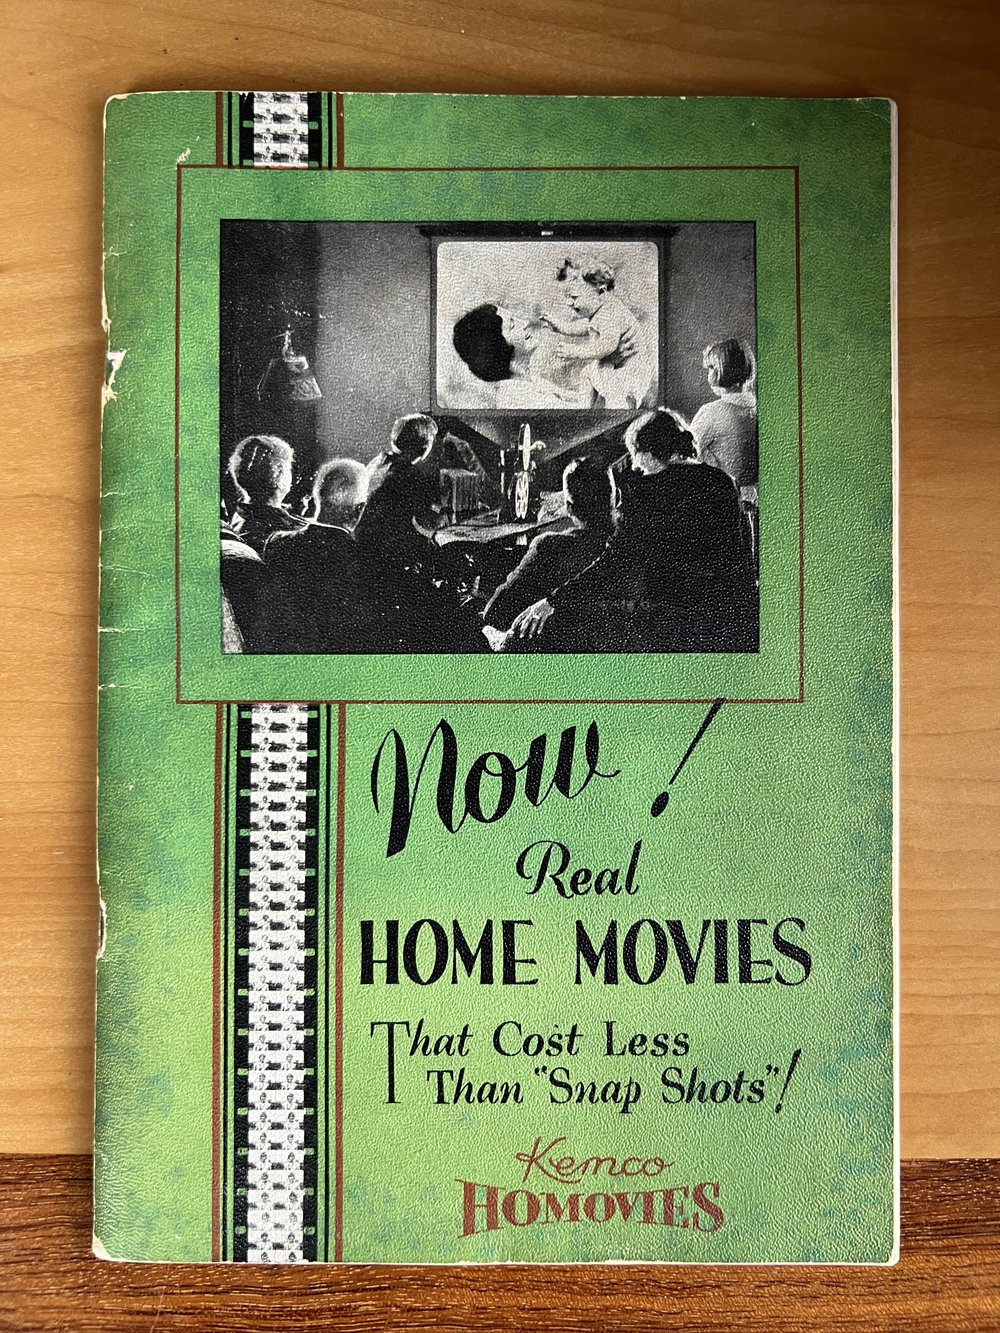 Now!
Real
HOME MOVIES
That Cost Less
Than "Snap Shots"!
Kemco
HOMOVIES